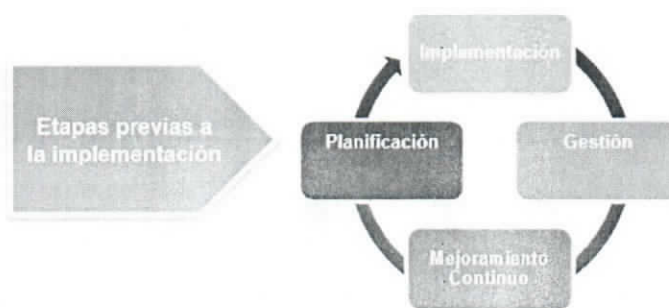 Etapas previas a
la implementación
Implementación
Planificación
Gestión
Mejoramiento
Continuo